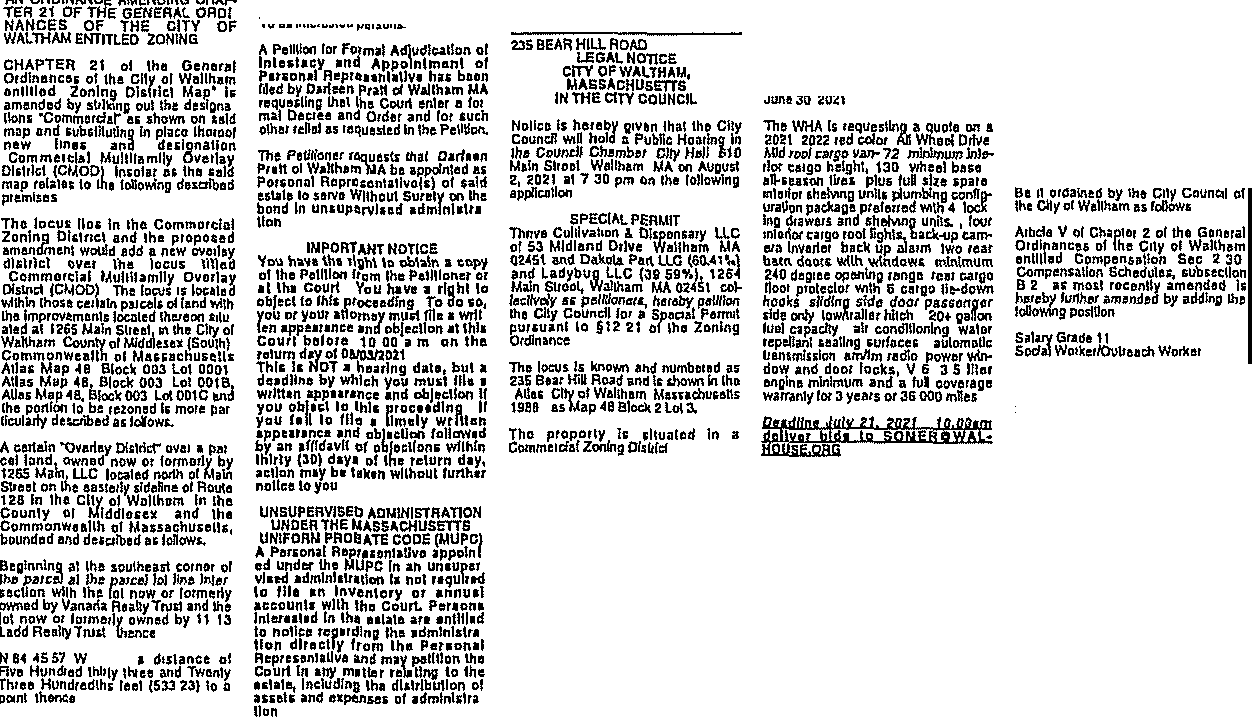 AN ORDINANCE AMENDING CHAP-
TER 21 OF THE GENERAL ORDI
NANCES OF THE CITY OF
WALTHAM ENTITLED ZONING
CHAPTER 21 of the General
Ordinances of the City of Waltham
entitled Zoning District Map" is
amended by striking out the designa
tions "Commercial" as shown on said
map and substituting in place thereof
new lines and designation
Commercial Multifamily Overlay
District (CMOD) insofar as the said
map relates to the following described
premises
The locus lies in the Commercial
Zoning District and the proposed
amendment would add a new overlay
district over the locus titled
Commercial Multifamily Overlay
District (CMOD) The locus is located
within those certain parcels of land with
the improvements located thereon situ
ated at 1265 Main Street, in the City of
Waltham County of Middlesex (South)
Commonwealth of Massachusetts
Atlas Map 48 Block 003 Lot 0001
Atlas Map 48, Block 003 Lot 001B,
Atlas Map 48, Block 003 Lot 001C and
the portion to be rezoned is more par
ticularly described as follows.
A certain "Overlay District" over a par
cel land, owned now or formerly by
1265 Main, LLC located north of Main
Street on the easterly sideline of Route
128 in the City of Waltham in the
County of Middlesex and the
Commonwealth of Massachusetts,
bounded and described as follows.
Beginning at the southeast corner of
the parcel at the parcel lot line inter
section with the lot now or formerly
owned by Vanaria Realty Trust and the
lot now or formerly owned by 11 13
Ladd Realty Trust thence
N 84 45 57 W a distance of
Five Hundred thirty three and Twenty
Three Hundredths feet (533 23) to a
point thence
To all interested persons.
A Petition for Formal Adjudication of
Intestacy and Appointment of
Personal Representative has been
filed by Darleen Pratt of Waltham MA
requesting that the Court enter a for
mal Decree and Order and for such
other relief as requested in the Petition.
The Petitioner requests that Darleen
Pratt of Waltham MA be appointed as
Personal Representative(s) of said
estate to serve Without Surety on the
bond in unsupervised administra
tion
IMPORTANT NOTICE
You have the right to obtain a copy
of the Petition from the Petitioner or
at the Court You have a right to
object to this proceeding To do so,
you or your attorney must file a writ
ten appearance and objection at this
Court before 10 00 a m on the
return day of 08/03/2021
This is NOT a hearing date, but a
deadline by which you must file a
written appearance and objection if
you object to this proceeding If
you fail to file a timely written
appearance and objection followed
by an affidavit of objections within
thirty (30) days of the return day,
action may be taken without further
notice to you
UNSUPERVISED ADMINISTRATION
UNDER THE MASSACHUSETTS
UNIFORM PROBATE CODE (MUPC)
A Personal Representative appoint
ed under the MUPC in an unsuper
vised administration is not required
to file an inventory or annual
accounts with the Court. Persons
interested in the estate are entitled
to notice regarding the administra
tion directly from the Personal
Representative and may petition the
Court in any matter relating to the
estate, including the distribution of
assets and expenses of administra
tion
235 BEAR HILL ROAD
LEGAL NOTICE
CITY OF WALTHAM,
MASSACHUSETTS
IN THE CITY COUNCIL
Notice is hereby given that the City
Council will hold a Public Hearing in
the Council Chamber City Hall 610
Main Street Waltham MA on August
2, 2021 at 7 30 pm on the following
application
SPECIAL PERMIT
Thrive Cultivation & Dispensary LLC
of 53 Midland Drive Waltham MA
02451 and Dakota Part LLC (60.41%)
and Ladybug LLC (39 59%), 1264
Main Street, Waltham MA 02451 col-
lectively as petitioners, hereby petition
the City Council for a Special Permit
pursuant to §12 21 of the Zoning
Ordinance
The locus is known and numbered as
235 Bear Hill Road and is shown in the
Atlas City of Waltham Massachusetts
1988 as Map 48 Block 2 Lot 3.
The property is situated in a
Commercial Zoning District
June 30 2021
The WHA is requesting a quote on a
2021 2022 red color All Wheel Drive
Mid roof cargo van- 72 minimum inte-
rior cargo height, 130 wheel base
all-season tires plus full size spare
interior shelving units plumbing config-
uration package preferred with 4 lock
ing drawers and shelving units. , four
interior cargo roof lights, back-up cam-
era inverter back up alarm two rear
barn doors with windows minimum
240 degree opening range rear cargo
floor protector with 6 cargo tie-down
hooks sliding side door passenger
side only tow/trailer hitch 20+ gallon
fuel capacity air conditioning water
repellant seating surfaces automatic
transmission am/fm radio power win-
dow and door locks, V 6 3 5 liter
engine minimum and a full coverage
warranty for 3 years or 36 000 miles
Deadline July 21, 2021 10.00am
deliver bids to SOMERO@WAL-
HOUSE.ORG
Be it ordained by the City Council of
the City of Waltham as follows
Article V of Chapter 2 of the General
Ordinances of the City of Waltham
entitled Compensation Sec 2 30
Compensation Schedules, subsection
B 2 as most recently amended is
hereby further amended by adding the
following position
Salary Grade 11
Social Worker/Outreach Worker